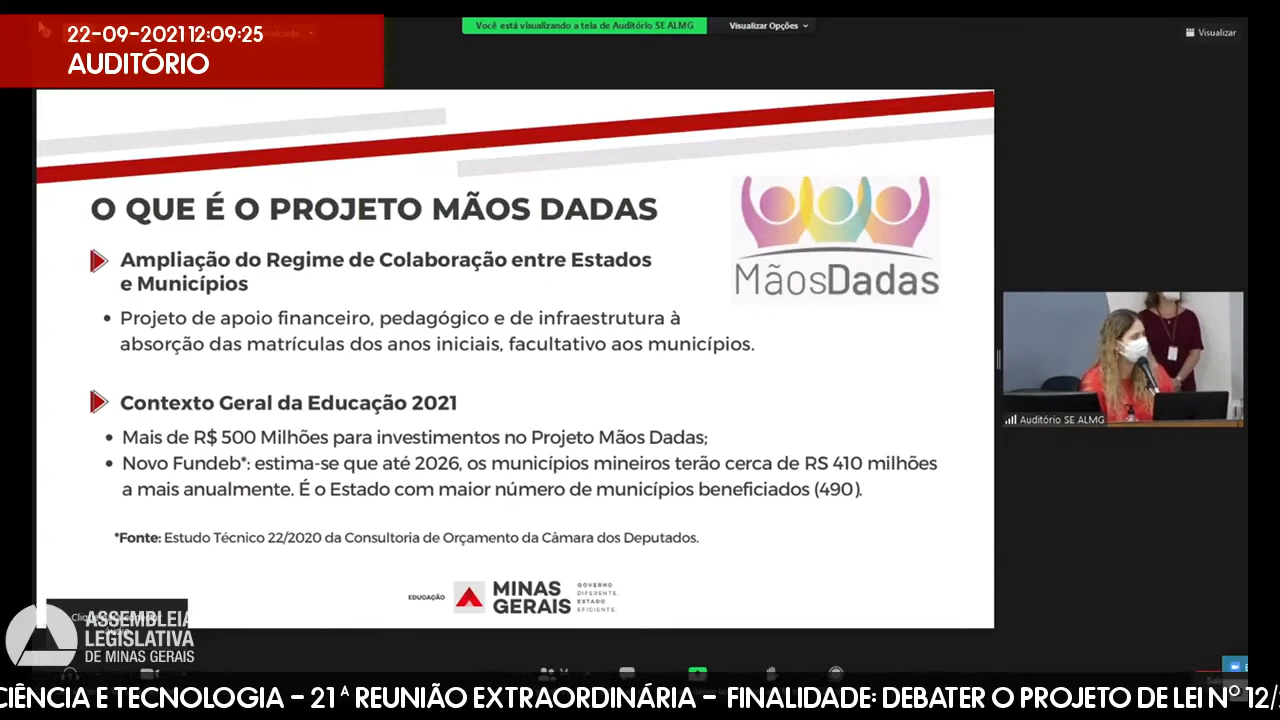 22-09-2021 12:09:25
AUDITÓRIO
Você está visualizando a tela de Auditório SE ALMG
Visualizar Opções
Visualizar
O QUE É O PROJETO MÃOS DADAS
MãosDadas
Ampliação do Regime de Colaboração entre Estados
e Municípios
• Projeto de apoio financeiro, pedagógico e de infraestrutura à
absorção das matrículas dos anos iniciais, facultativo aos municípios.
Contexto Geral da Educação 2021
• Mais de R$ 500 Milhões para investimentos no Projeto Mãos Dadas;
• Novo Fundeb*: estima-se que até 2026, os municípios mineiros terão cerca de RS 410 milhões
a mais anualmente. É o Estado com maior número de municípios beneficiados (490).
*Fonte: Estudo Técnico 22/2020 da Consultoria de Orçamento da Câmara dos Deputados.
Auditório SE ALMG
EDUCAÇÃO
MINAS
GERAIS
GOVERNO
DIFERENTE.
ESTADO
EFICIENTE.
ASSEMBLEIA
LEGISLATIVA
DE MINAS GERAIS
CIÊNCIA E TECNOLOGIA – 21ª REUNIÃO EXTRAORDINÁRIA – FINALIDADE: DEBATER O PROJETO DE LEI Nº 12/